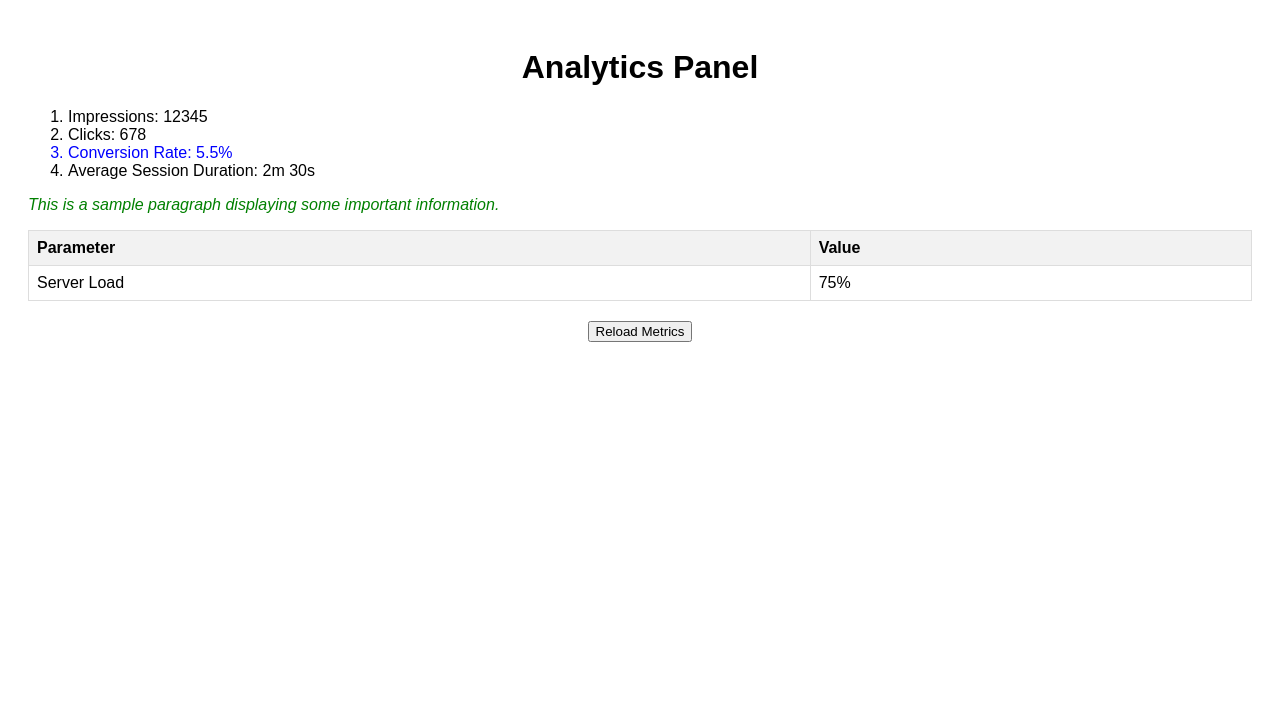 Analytics Panel
1. Impressions: 12345
2. Clicks: 678
3. Conversion Rate: 5.5%
4. Average Session Duration: 2m 30s
This is a sample paragraph displaying some important information.
Parameter Value
Server Load 75%
Reload Metrics